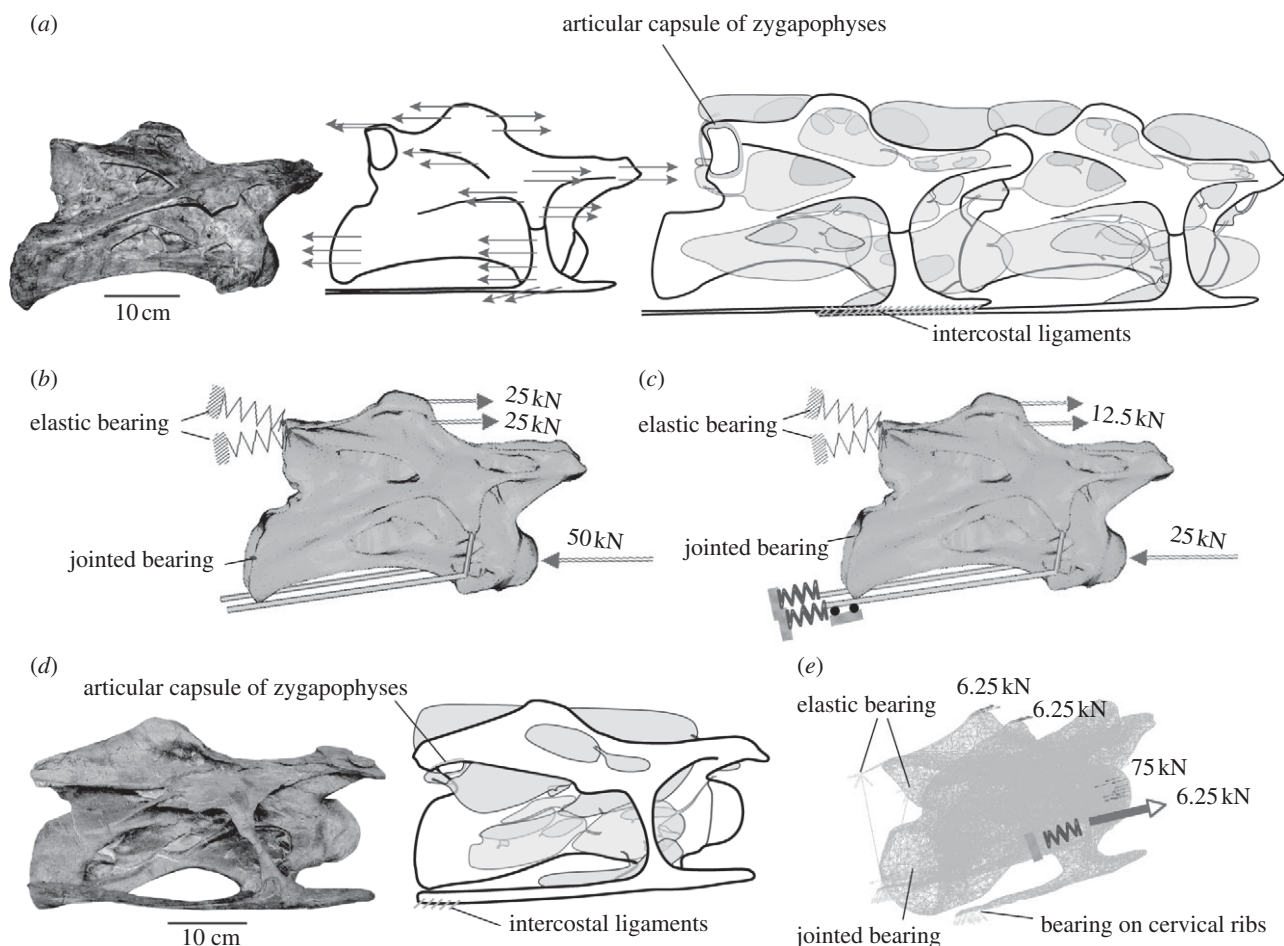 (a)
articular capsule of zygapophyses
10 cm
intercostal ligaments
(b)
elastic bearing
25 kN
25 kN
jointed bearing
50 kN
(c)
elastic bearing
12.5 kN
jointed bearing
25 kN
(d)
articular capsule of zygapophyses
10 cm
intercostal ligaments
(e)
elastic bearing
6.25 kN
6.25 kN
75 kN
6.25 kN
jointed bearing
bearing on cervical ribs